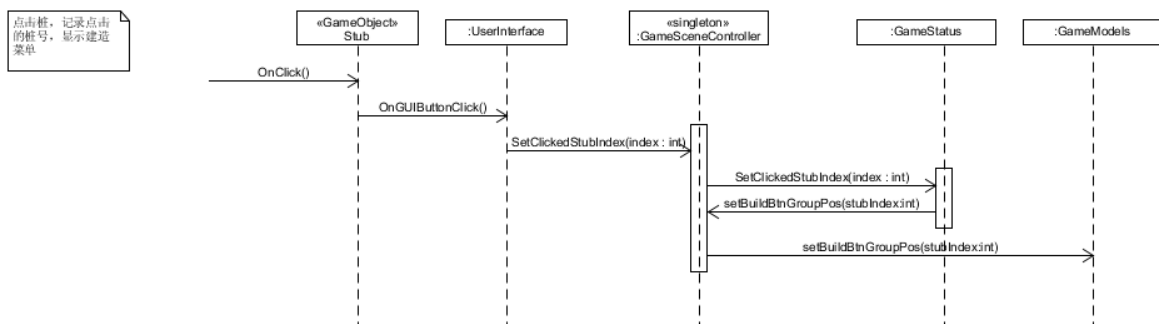 点击桩，记录点击
的桩号，显示建造
菜单
«GameObject»
Stub
:UserInterface
«singleton»
:GameSceneController
:GameStatus
:GameModels
OnClick()
OnGUIButtonClick()
SetClickedStubIndex(index : int)
SetClickedStubIndex(index : int)
setBuildBtnGroupPos(stubIndex:int)
setBuildBtnGroupPos(stubIndex:int)